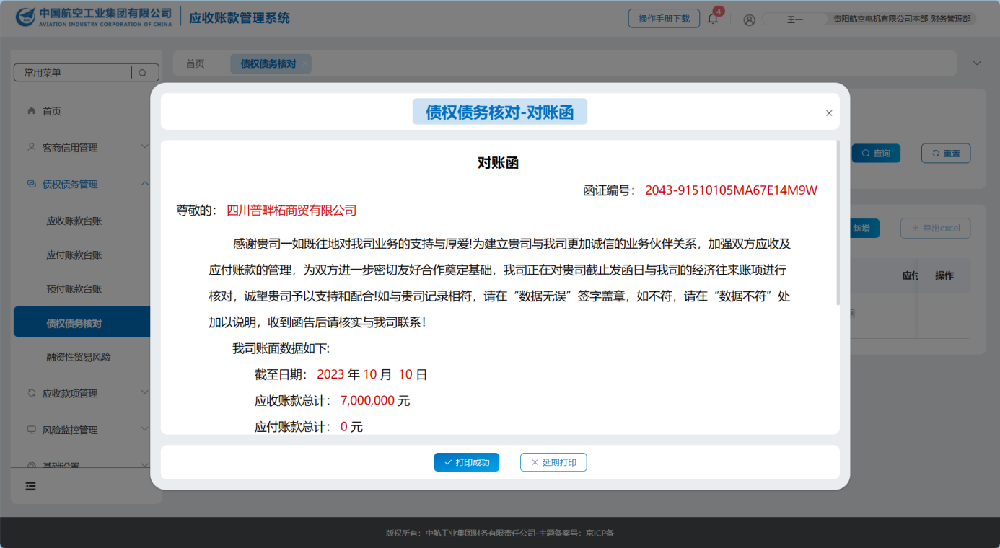 中国航空工业集团有限公司
AVIATION INDUSTRY CORPORATION OF CHINA
应收账款管理系统
操作手册下载
4
王一
贵阳航空电机有限公司本部-财务管理部
常用菜单
首页
债权债务核对
首页
客商信用管理
债权债务管理
应收账款台账
应付账款台账
预付账款台账
债权债务核对
融资性贸易风险
应收款项管理
风险监控管理
基础设置
查询
重置
新增
导出excel
应付
操作
债权债务核对-对账函
对账函
函证编号： 2043-91510105MA67E14M9W
尊敬的： 四川普畔柘商贸有限公司
感谢贵司一如既往地对我司业务的支持与厚爱!为建立贵司与我司更加诚信的业务伙伴关系，加强双方应收及
应付账款的管理，为双方进一步密切友好合作奠定基础，我司正在对贵司截止发函日与我司的经济往来账项进行
核对，诚望贵司予以支持和配合!如与贵司记录相符，请在“数据无误”签字盖章，如不符，请在“数据不符”处
加以说明，收到函告后请核实与我司联系！
我司账面数据如下:
截至日期： 2023 年 10 月 10 日
应收账款总计： 7,000,000 元
应付账款总计： 0 元
打印成功
延期打印
版权所有：中航工业集团财务有限责任公司-主题备案号：京ICP备